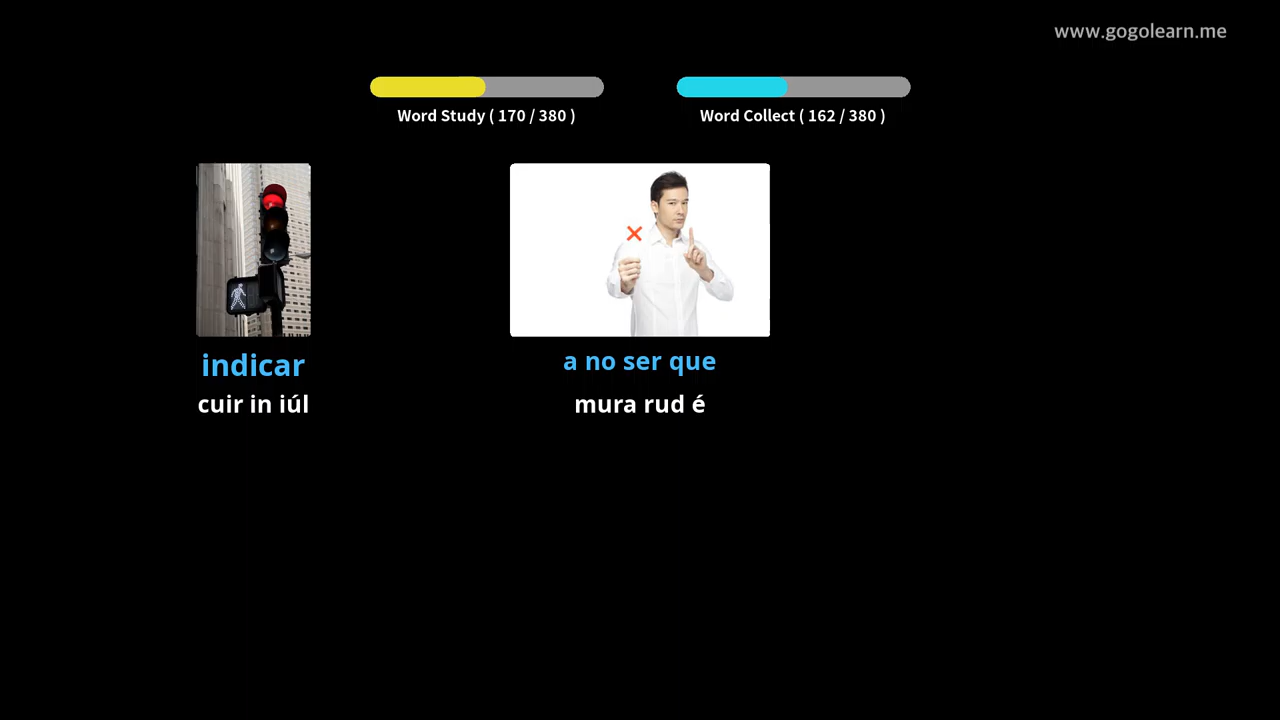 www.gogolearn.me
Word Study ( 170 / 380 )
Word Collect ( 162 / 380 )
indicar
cuir in iúl
a no ser que
mura rud é